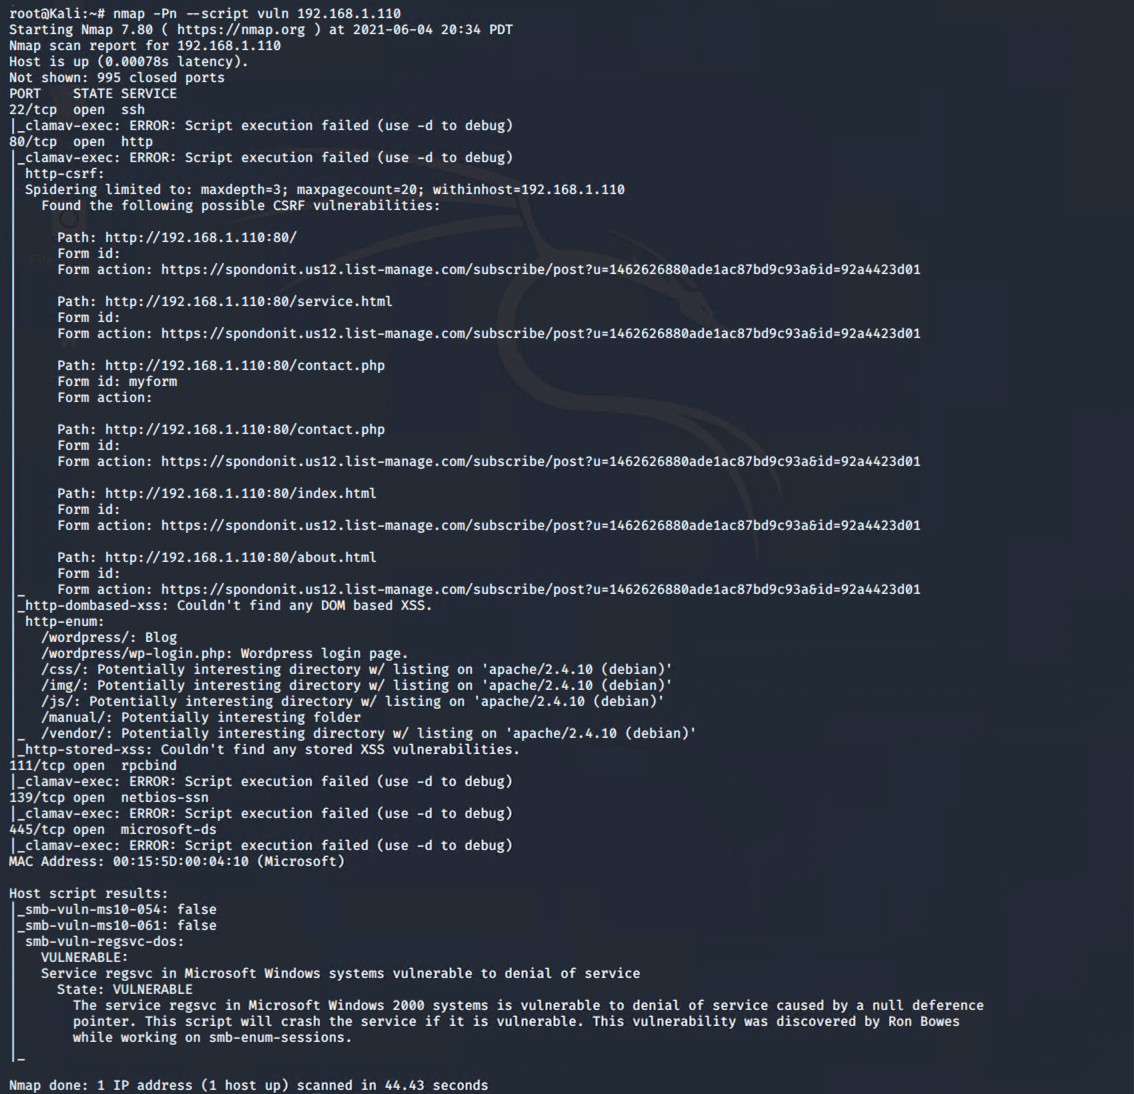 root@Kali:~# nmap -Pn --script vuln 192.168.1.110
Starting Nmap 7.80 ( https://nmap.org ) at 2021-06-04 20:34 PDT
Nmap scan report for 192.168.1.110
Host is up (0.00078s latency).
Not shown: 995 closed ports
PORT    STATE SERVICE
22/tcp  open  ssh
|_clamav-exec: ERROR: Script execution failed (use -d to debug)
80/tcp  open  http
|_clamav-exec: ERROR: Script execution failed (use -d to debug)
| http-csrf:
| Spidering limited to: maxdepth=3; maxpagecount=20; withinhost=192.168.1.110
|   Found the following possible CSRF vulnerabilities:
|
|     Path: http://192.168.1.110:80/
|     Form id:
|     Form action: https://spondonit.us12.list-manage.com/subscribe/post?u=1462626880ade1ac87bd9c93a&id=92a4423d01
|
|     Path: http://192.168.1.110:80/service.html
|     Form id:
|     Form action: https://spondonit.us12.list-manage.com/subscribe/post?u=1462626880ade1ac87bd9c93a&id=92a4423d01
|
|     Path: http://192.168.1.110:80/contact.php
|     Form id: myform
|     Form action:
|
|     Path: http://192.168.1.110:80/contact.php
|     Form id:
|     Form action: https://spondonit.us12.list-manage.com/subscribe/post?u=1462626880ade1ac87bd9c93a&id=92a4423d01
|
|     Path: http://192.168.1.110:80/index.html
|     Form id:
|     Form action: https://spondonit.us12.list-manage.com/subscribe/post?u=1462626880ade1ac87bd9c93a&id=92a4423d01
|
|     Path: http://192.168.1.110:80/about.html
|     Form id:
|_    Form action: https://spondonit.us12.list-manage.com/subscribe/post?u=1462626880ade1ac87bd9c93a&id=92a4423d01
|_http-dombased-xss: Couldn't find any DOM based XSS.
| http-enum:
|   /wordpress/: Blog
|   /wordpress/wp-login.php: Wordpress login page.
|   /css/: Potentially interesting directory w/ listing on 'apache/2.4.10 (debian)'
|   /img/: Potentially interesting directory w/ listing on 'apache/2.4.10 (debian)'
|   /js/: Potentially interesting directory w/ listing on 'apache/2.4.10 (debian)'
|   /manual/: Potentially interesting folder
|_  /vendor/: Potentially interesting directory w/ listing on 'apache/2.4.10 (debian)'
|_http-stored-xss: Couldn't find any stored XSS vulnerabilities.
111/tcp open  rpcbind
|_clamav-exec: ERROR: Script execution failed (use -d to debug)
139/tcp open  netbios-ssn
|_clamav-exec: ERROR: Script execution failed (use -d to debug)
445/tcp open  microsoft-ds
|_clamav-exec: ERROR: Script execution failed (use -d to debug)
MAC Address: 00:15:5D:00:04:10 (Microsoft)

Host script results:
|_smb-vuln-ms10-054: false
|_smb-vuln-ms10-061: false
| smb-vuln-regsvc-dos:
|   VULNERABLE:
|   Service regsvc in Microsoft Windows systems vulnerable to denial of service
|     State: VULNERABLE
|       The service regsvc in Microsoft Windows 2000 systems is vulnerable to denial of service caused by a null deference
|       pointer. This script will crash the service if it is vulnerable. This vulnerability was discovered by Ron Bowes
|       while working on smb-enum-sessions.
|_

Nmap done: 1 IP address (1 host up) scanned in 44.43 seconds